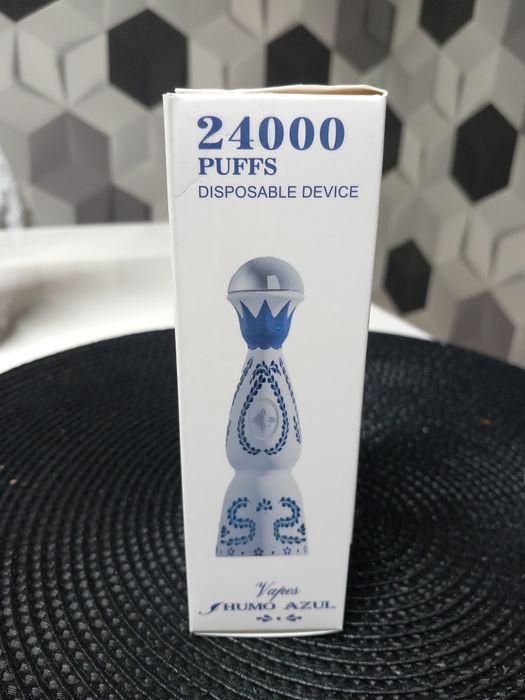 24000
PUFFS
DISPOSABLE DEVICE
Vapes
HUMO AZUL